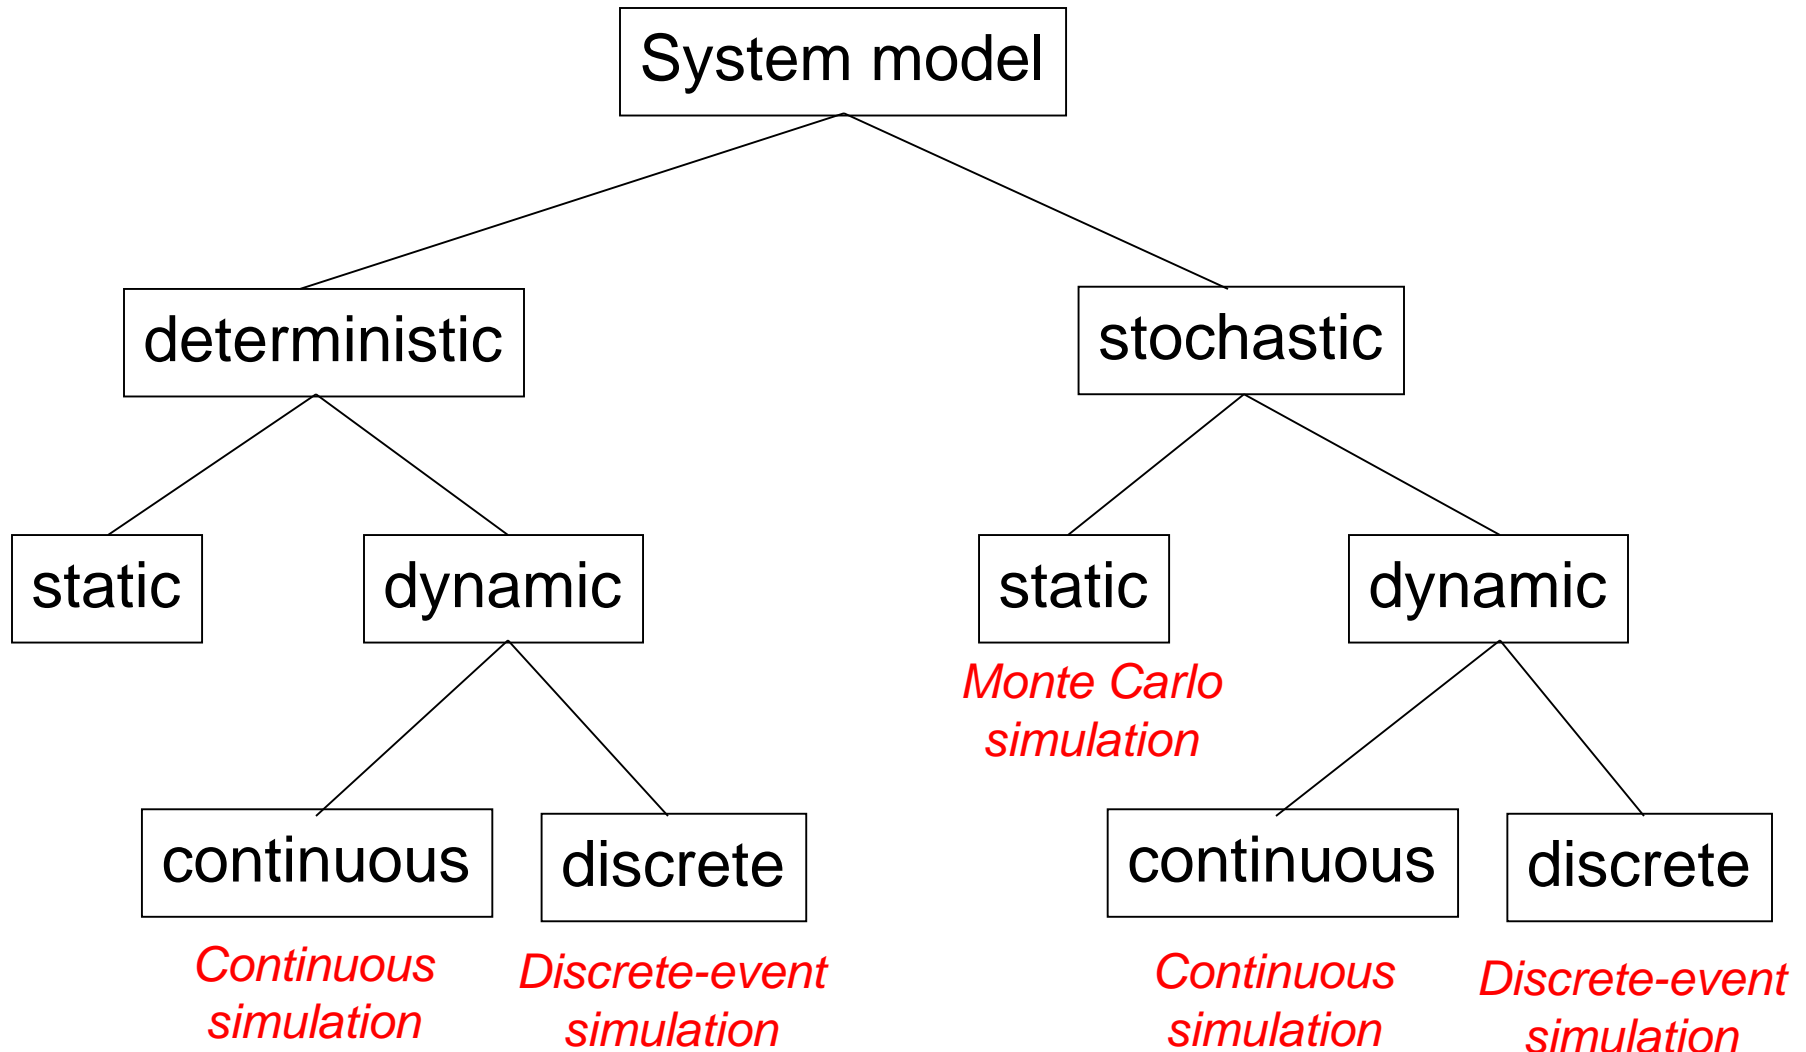 System model
deterministic
stochastic
static
dynamic
static
dynamic
Monte Carlo
simulation
continuous
discrete
continuous
discrete
Continuous
simulation
Discrete-event
simulation
Continuous
simulation
Discrete-event
simulation